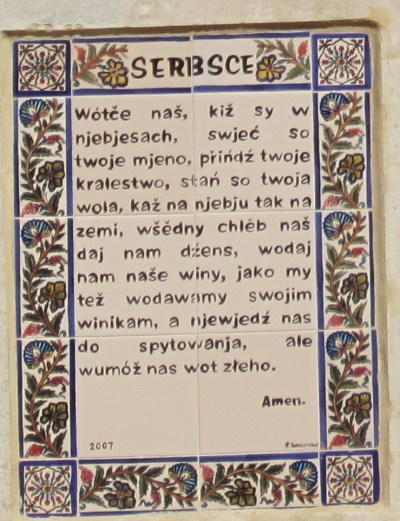 SERBSCE
Wótče naš, kiž sy w
njebjesach, swjeć so
twoje mjeno, přińdź twoje
kralestwo, stań so twoja
wola, kaž na njebju tak na
zemi, wšědny chlěb naš
daj nam dźens, wodaj
nam naše winy, jako my
tež wodawamy swojim
winikam, a njewjedź nas
do spytowanja, ale
wumóž nas wot złeho.
Amen.
2007